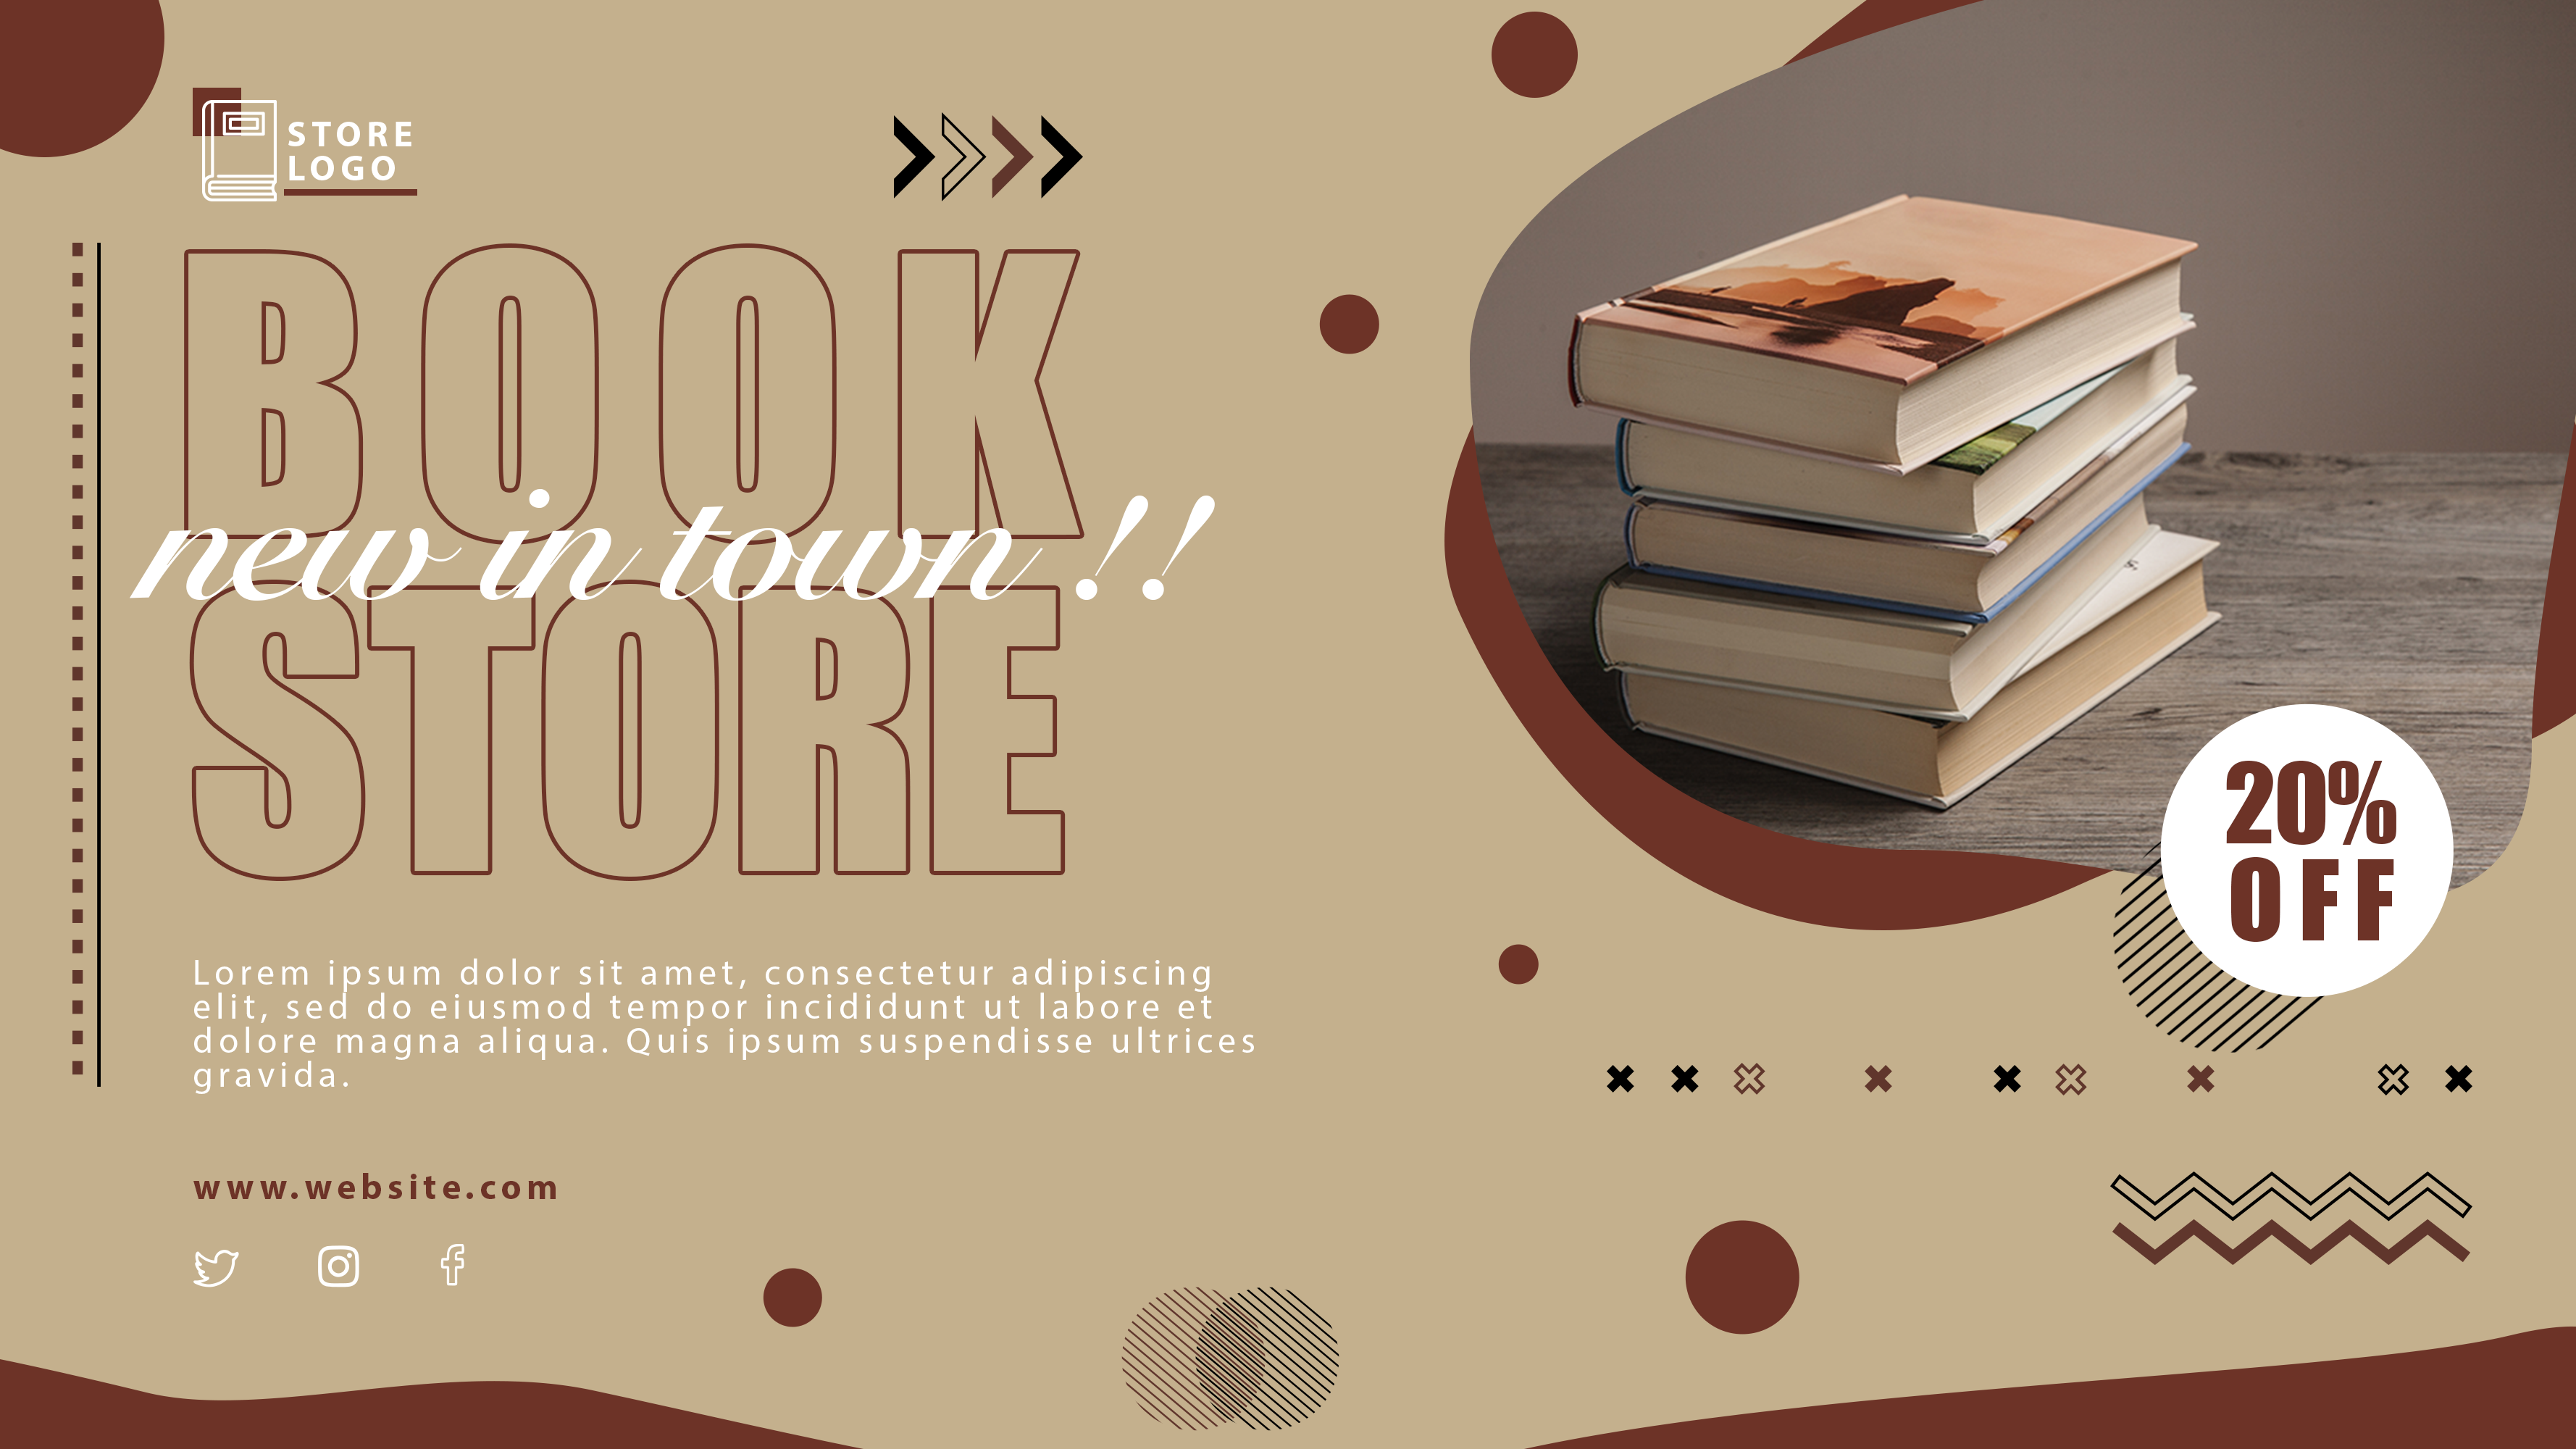 STORE
LOGO
BOOK
new in town !!
STORE
Lorem ipsum dolor sit amet, consectetur adipiscing
elit, sed do eiusmod tempor incididunt ut labore et
dolore magna aliqua. Quis ipsum suspendisse ultrices
gravida.
www.website.com
20%
OFF